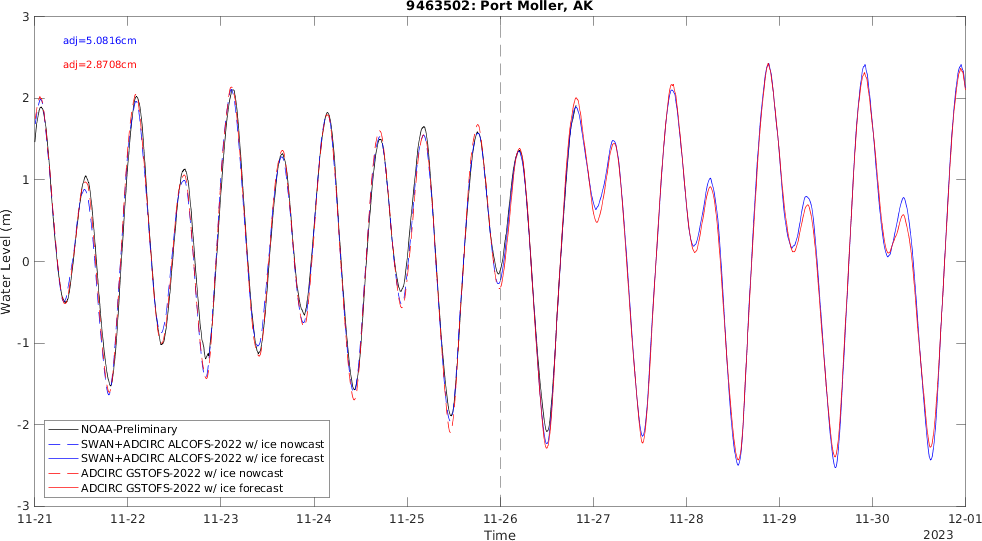 9463502: Port Moller, AK
adj=5.0816cm
adj=2.8708cm
3
2
1
0
-1
-2
-3
Water Level (m)
NOAA-Preliminary
SWAN+ADCIRC ALCOFS-2022 w/ ice nowcast
SWAN+ADCIRC ALCOFS-2022 w/ ice forecast
ADCIRC GSTOFS-2022 w/ ice nowcast
ADCIRC GSTOFS-2022 w/ ice forecast
11-21 11-22 11-23 11-24 11-25 11-26 11-27 11-28 11-29 11-30 12-01
Time
2023